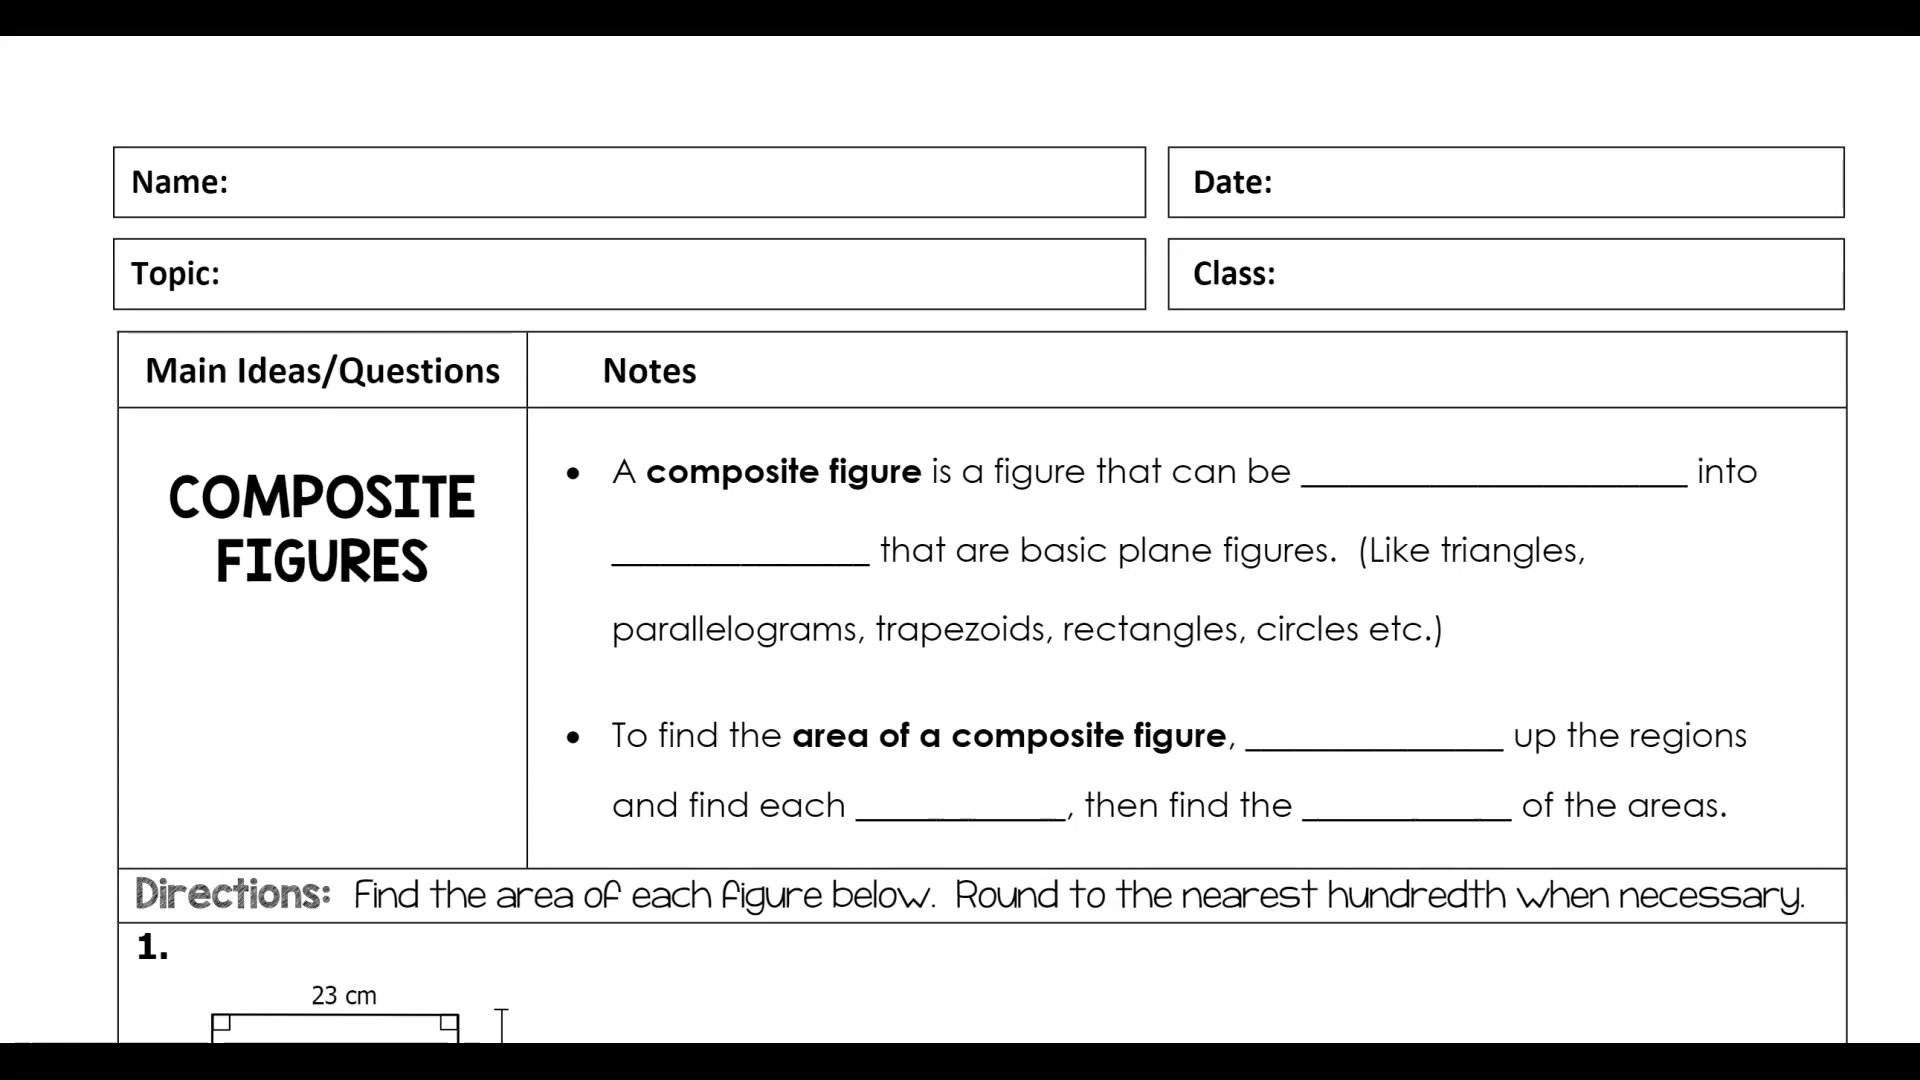 Name:
Date:
Topic:
Class:
Main Ideas/Questions
Notes
COMPOSITE
FIGURES
• A composite figure is a figure that can be ________________________ into
________________ that are basic plane figures. (Like triangles,
parallelograms, trapezoids, rectangles, circles etc.)
• To find the area of a composite figure, ________________ up the regions
and find each _____________, then find the _____________ of the areas.
Directions: Find the area of each figure below. Round to the nearest hundredth when necessary.
1.
23 cm